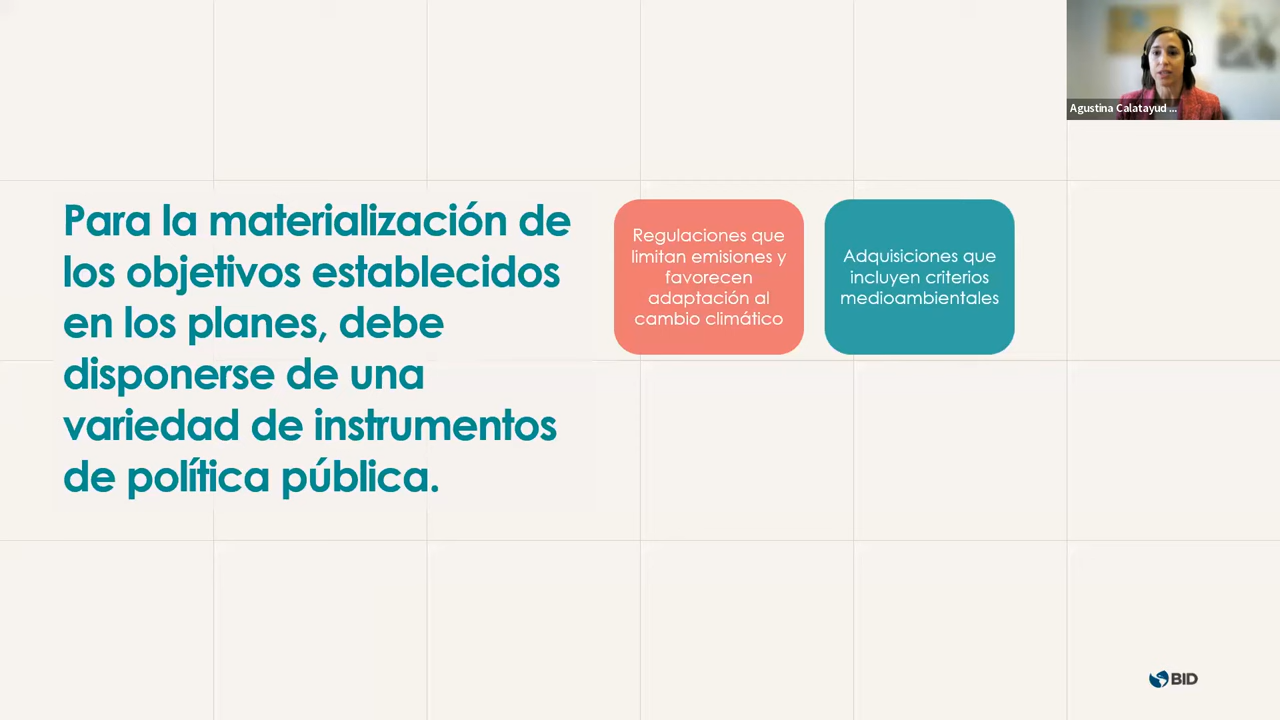 Agustina Calatayud ...
Para la materialización de
los objetivos establecidos
en los planes, debe
disponerse de una
variedad de instrumentos
de política pública.
Regulaciones que
limitan emisiones y
favorecen
adaptación al
cambio climático
Adquisiciones que
incluyen criterios
medioambientales
BID